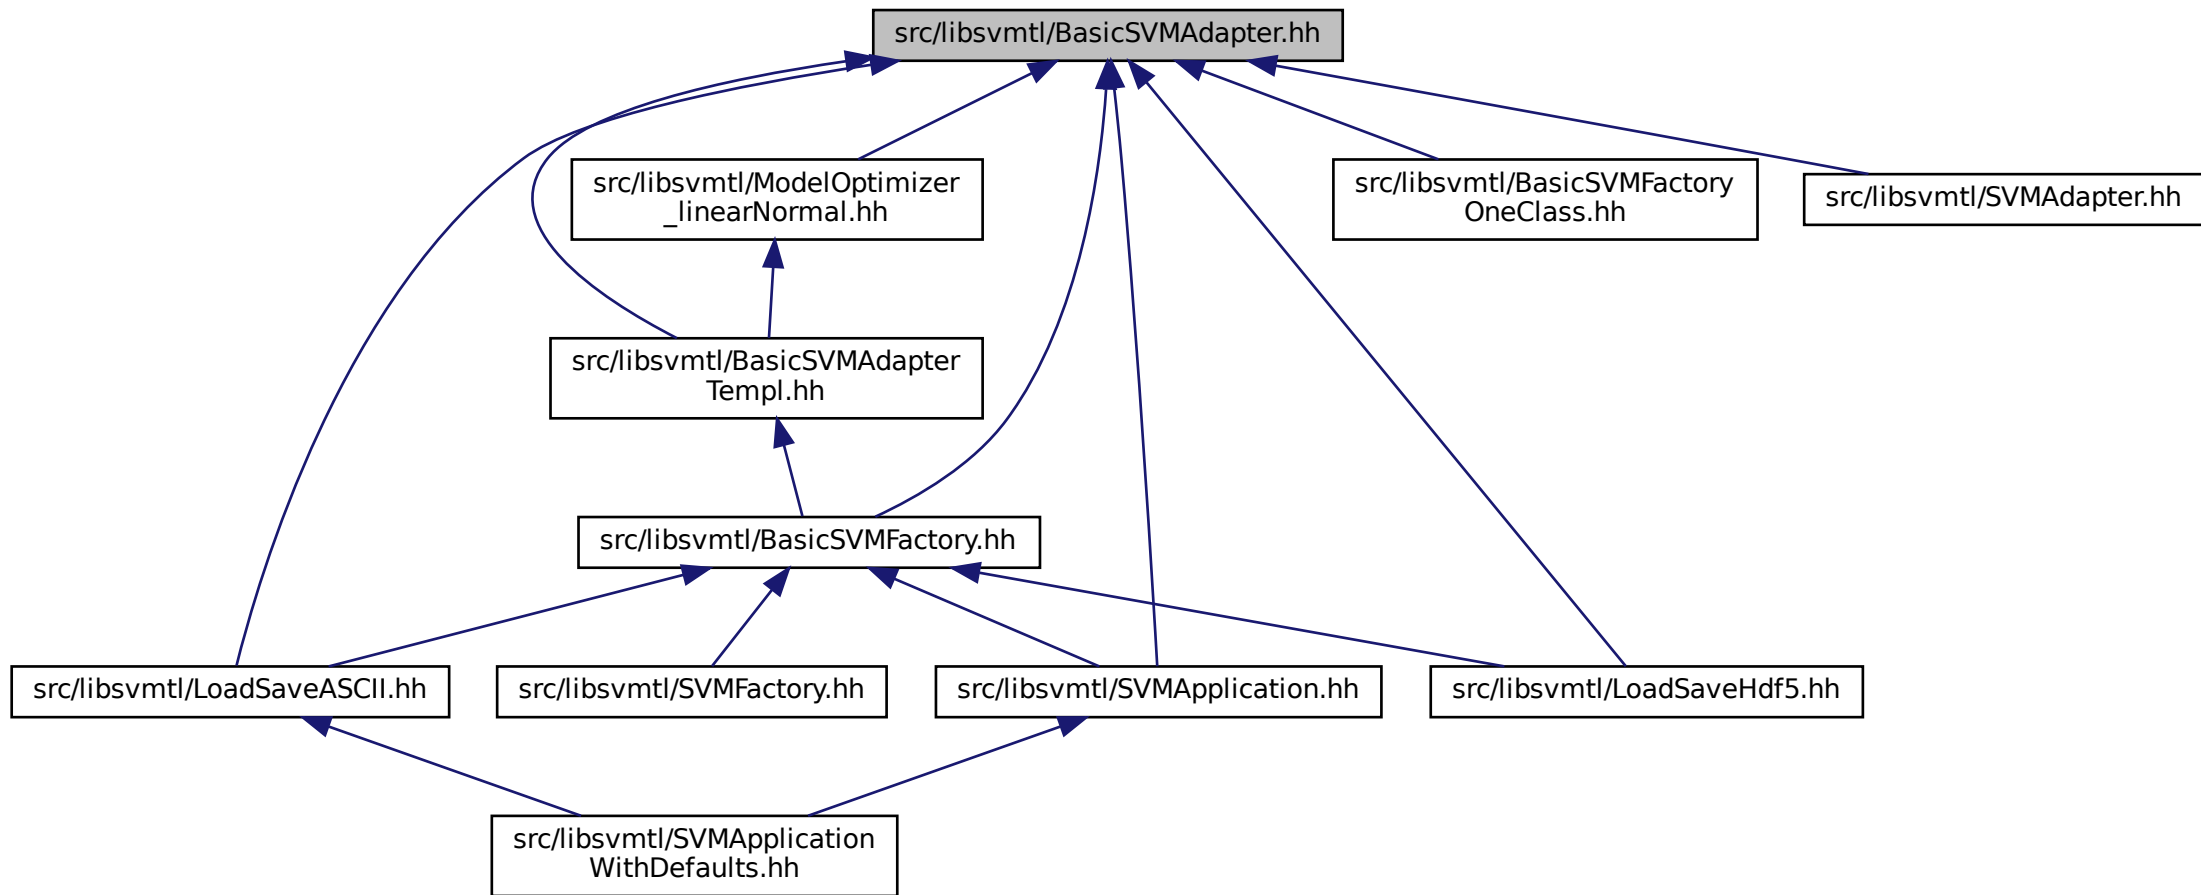 src/libsvmtl/BasicSVMAdapter.hh
src/libsvmtl/ModelOptimizer
_linearNormal.hh
src/libsvmtl/BasicSVMFactory
OneClass.hh
src/libsvmtl/SVMAdapter.hh
src/libsvmtl/BasicSVMAdapter
Templ.hh
src/libsvmtl/BasicSVMFactory.hh
src/libsvmtl/LoadSaveASCII.hh
src/libsvmtl/SVMFactory.hh
src/libsvmtl/SVMApplication.hh
src/libsvmtl/LoadSaveHdf5.hh
src/libsvmtl/SVMApplication
WithDefaults.hh